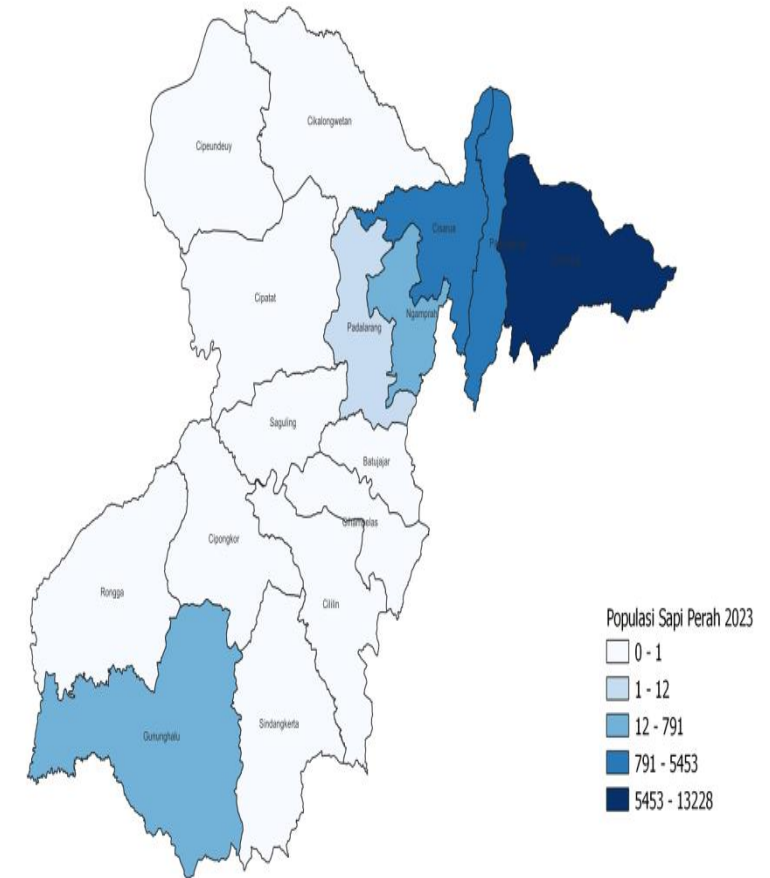 Cikalongwetan
Cipeundeuy
Cisarua
Cipatat
Ngamprah
Padalarang
Saguling
Batujajar
Cipongkor
Rongga
Cililin
Gununghalu
Sindangkerta
Populasi Sapi Perah 2023
0 - 1
1 - 12
12 - 791
791 - 5453
5453 - 13228